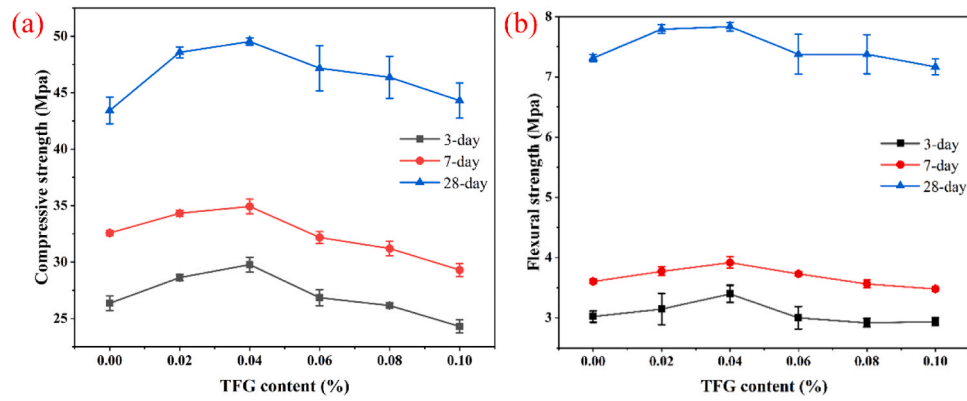 (a)
Compressive strength (Mpa)
50
45
40
35
30
25
3-day
7-day
28-day
0.00 0.02 0.04 0.06 0.08 0.10
TFG content (%)
(b)
Flexural strength (Mpa)
8
7
6
4
3
3-day
7-day
28-day
0.00 0.02 0.04 0.06 0.08 0.10
TFG content (%)